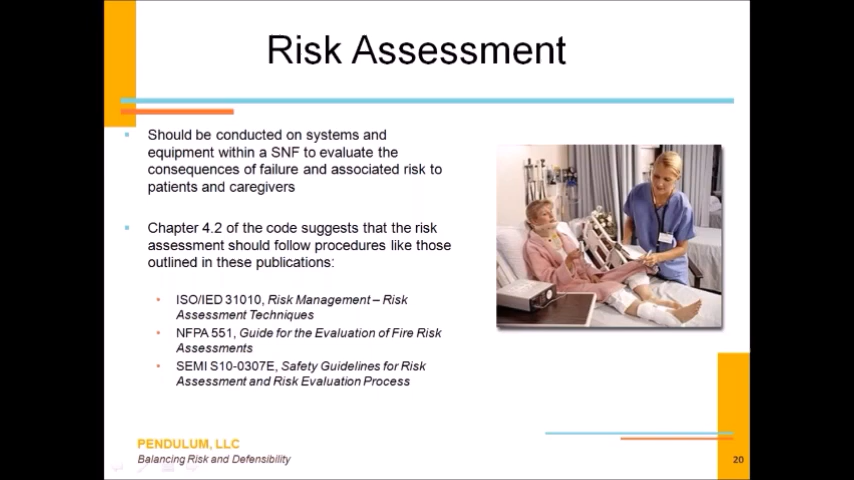 Risk Assessment
Should be conducted on systems and
equipment within a SNF to evaluate the
consequences of failure and associated risk to
patients and caregivers
Chapter 4.2 of the code suggests that the risk
assessment should follow procedures like those
outlined in these publications:
ISO/IED 31010, Risk Management – Risk
Assessment Techniques
NFPA 551, Guide for the Evaluation of Fire Risk
Assessments
SEMI S10-0307E, Safety Guidelines for Risk
Assessment and Risk Evaluation Process
PENDULUM, LLC
Balancing Risk and Defensibility
20